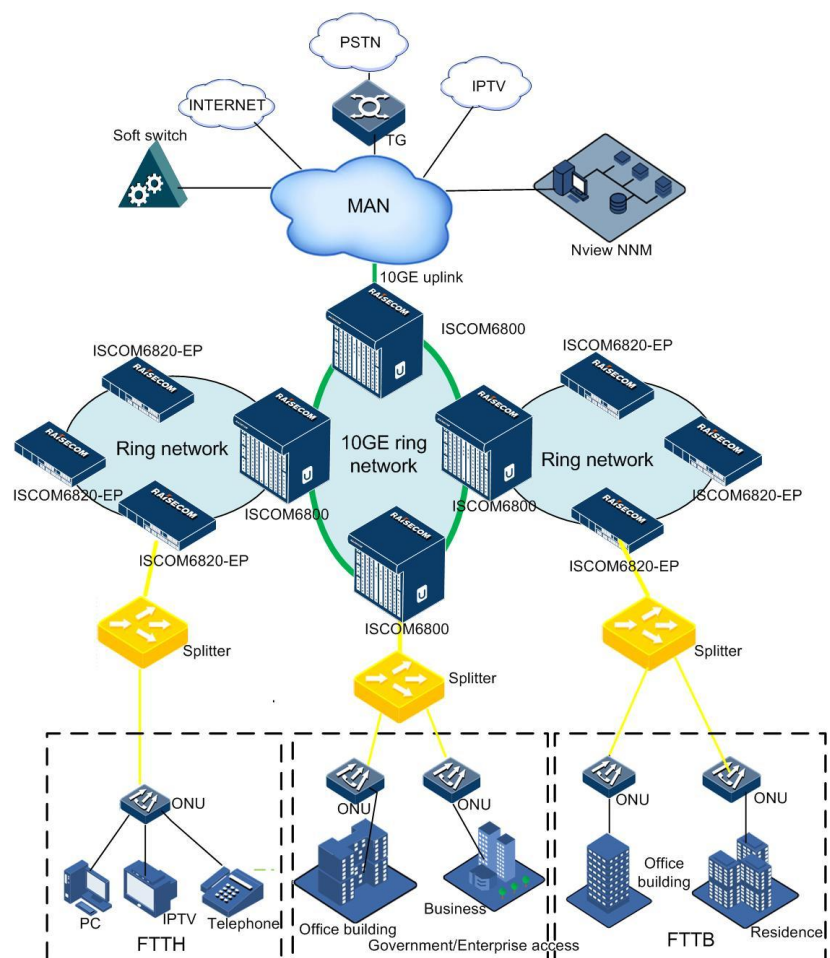 PSTN
IPTV
INTERNET
TG
Soft switch
MAN
Nview NNM
10GE uplink
RAISECOM
ISCOM6800
ISCOM6820-EP
RAISECOM
ISCOM6820-EP
RAISECOM
RAISECOM
RAISECOM
Ring network
10GE ring
network
Ring network
RAISECOM
RAISECOM
ISCOM6820-EP
RAISECOM
ISCOM6800
RAISECOM
ISCOM6800
RAISECOM
ISCOM6820-EP
ISCOM6820-EP
ISCOM6820-EP
ISCOM6800
Splitter
Splitter
Splitter
ONU
ONU
ONU
ONU
ONU
PC
IPTV
Telephone
FTTH
Office building
Business
Government/Enterprise access
Office
building
Residence
FTTB